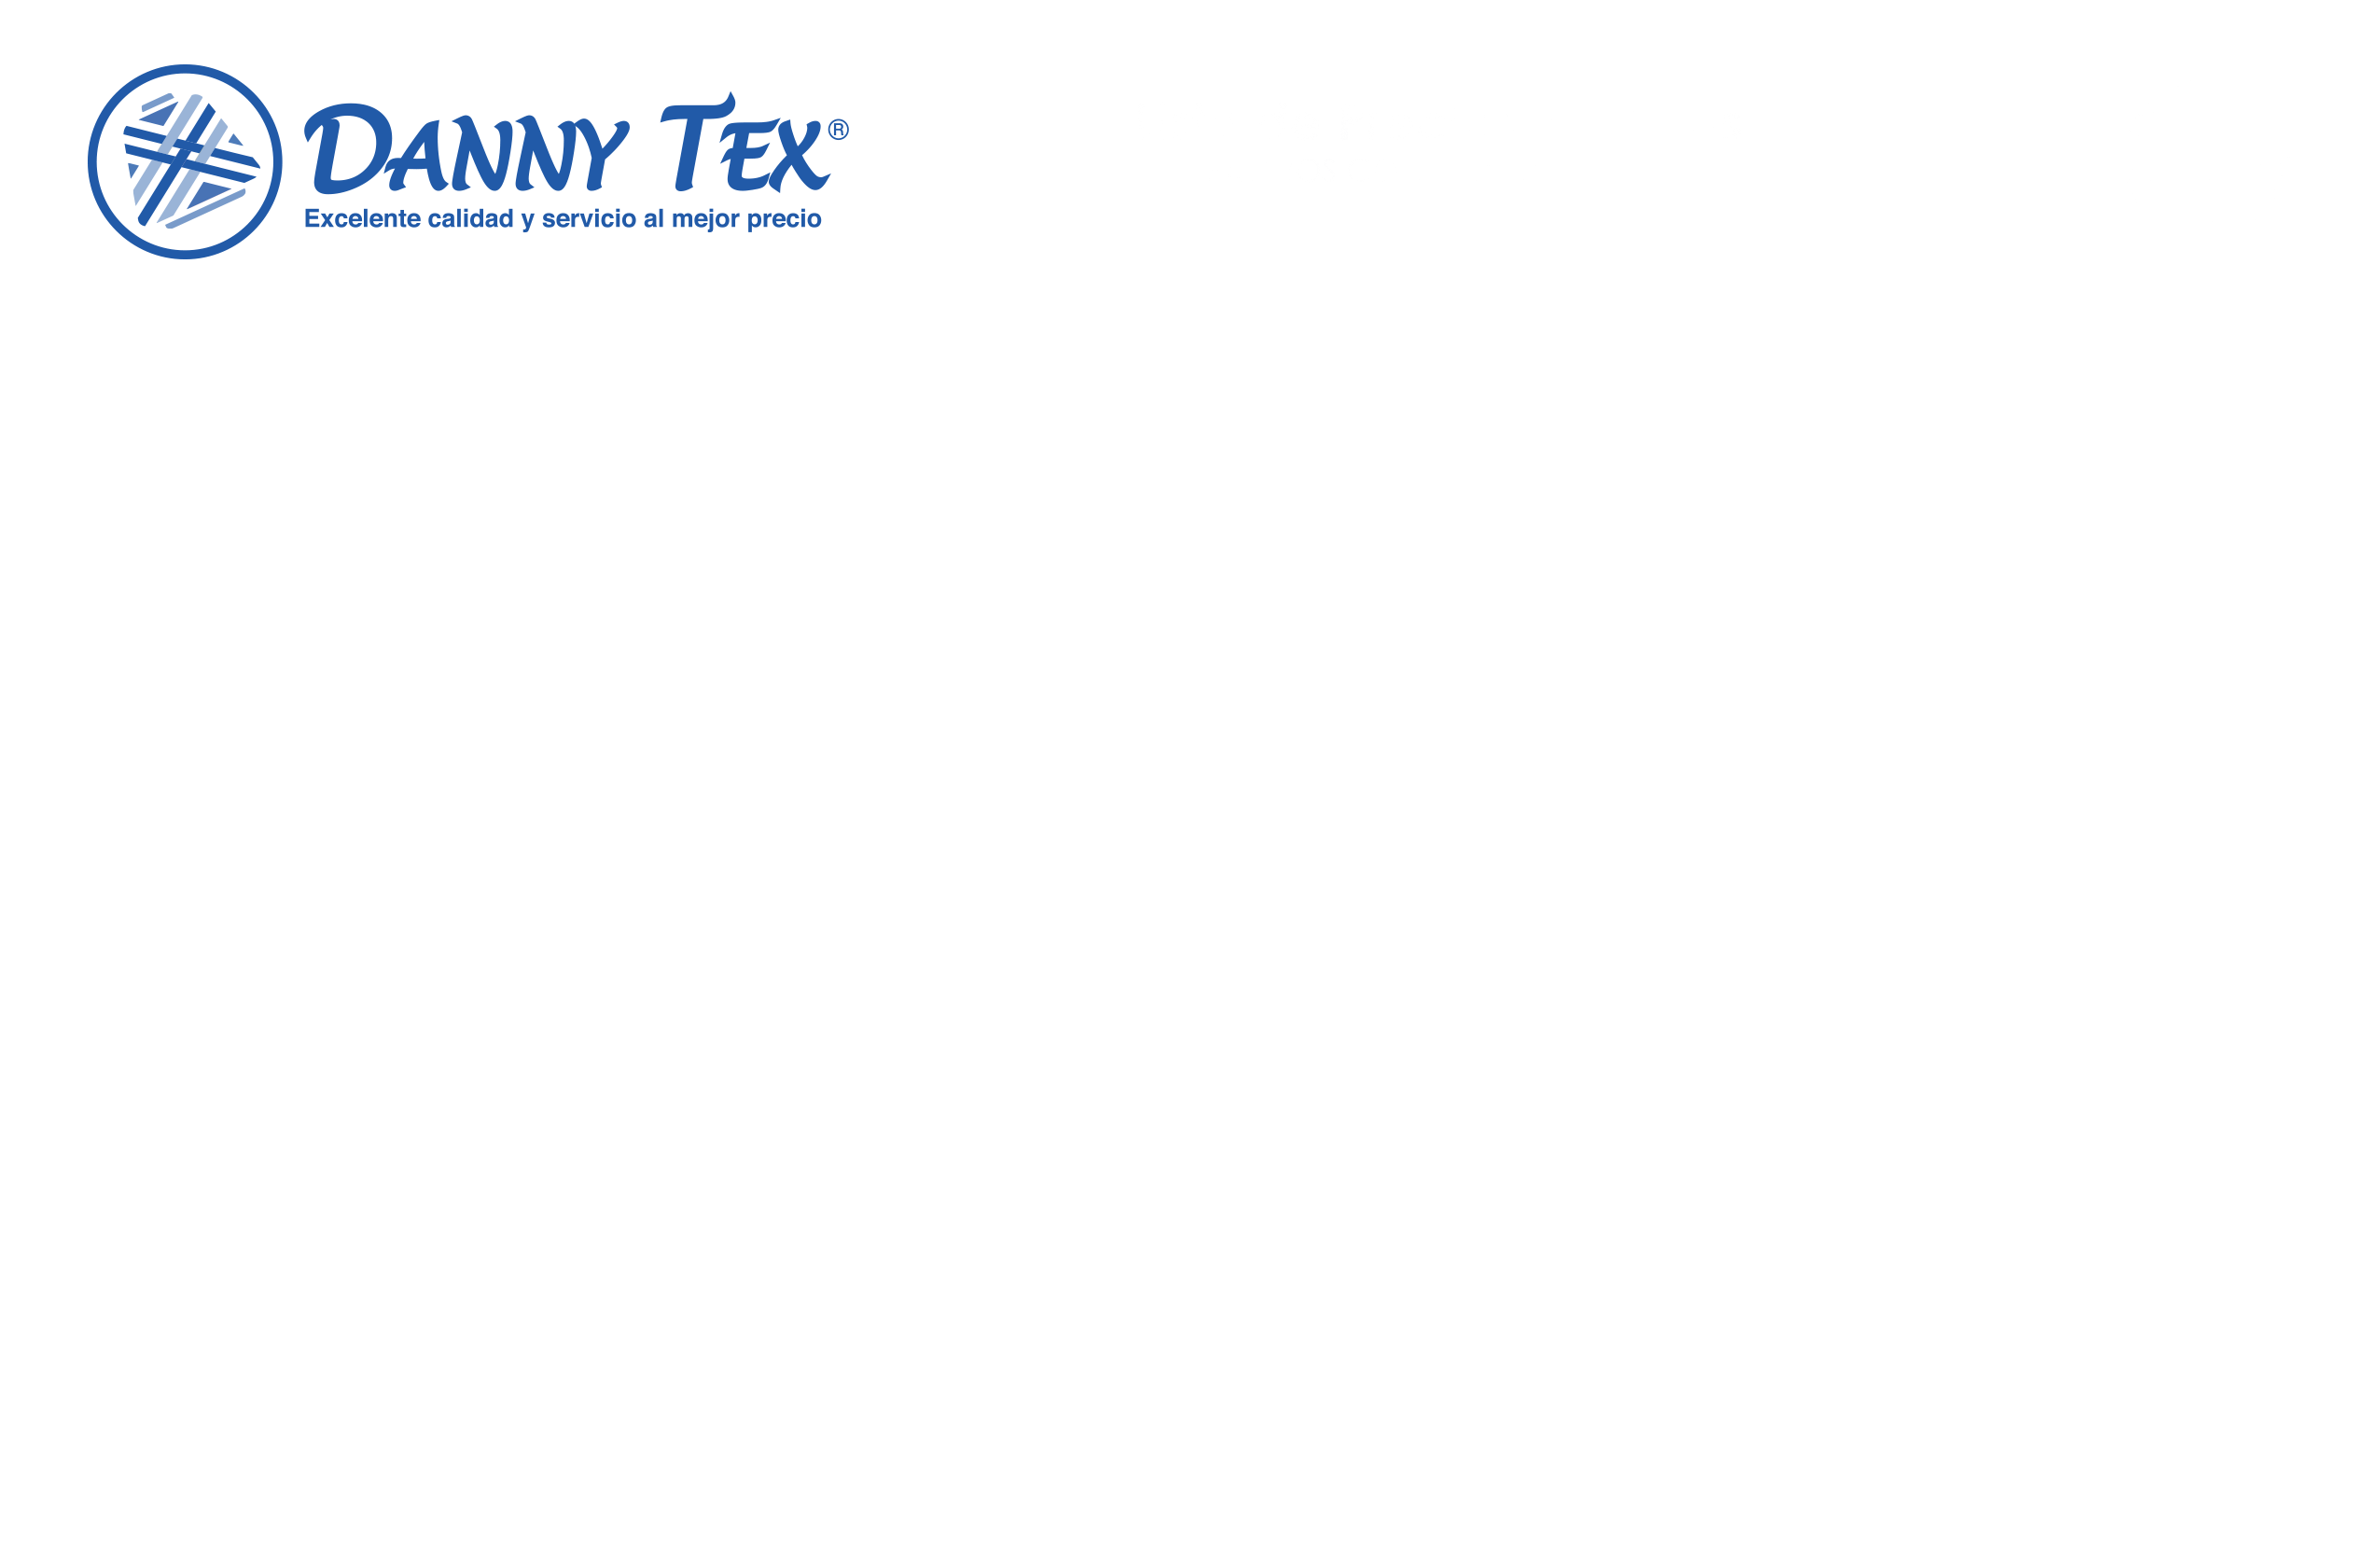 Danny Tex®
Excelente calidad y servicio al mejor precio